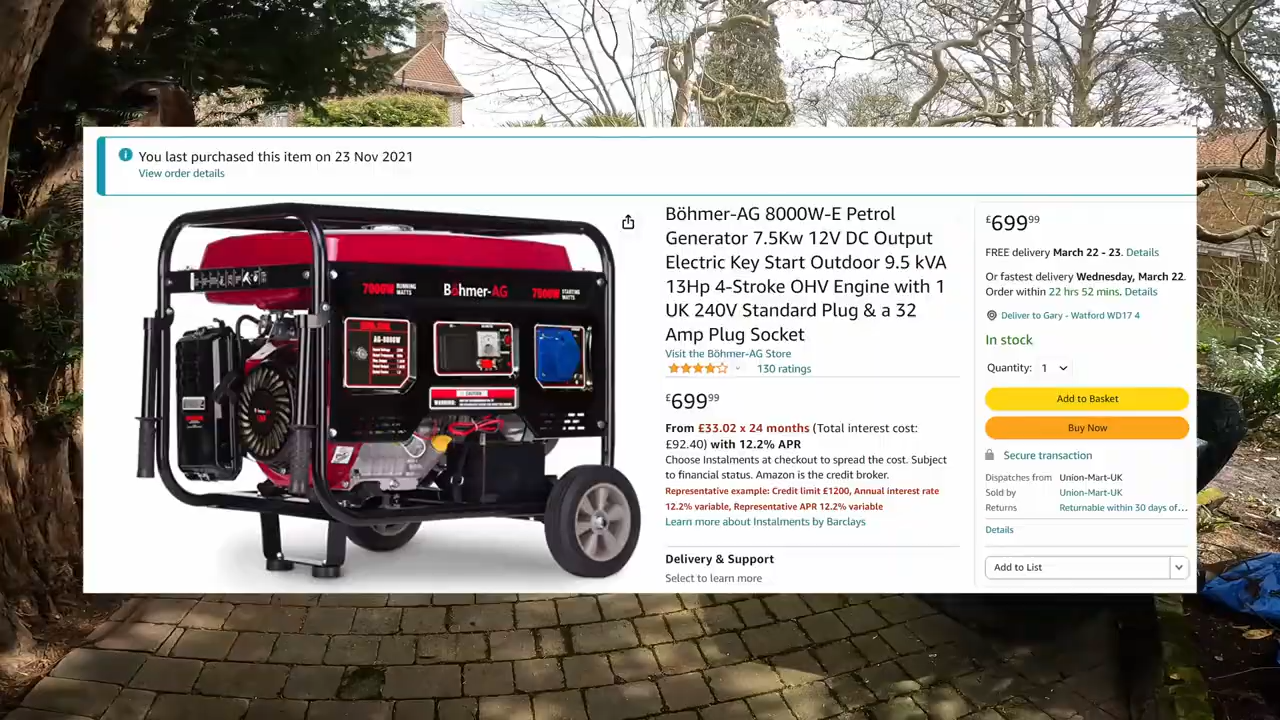 You last purchased this item on 23 Nov 2021
View order details
7000W RUNNING WATTS
Böhmer-AG
7500W STARTING WATTS
AG-8000W
CAUTION
Böhmer-AG 8000W-E Petrol
Generator 7.5Kw 12V DC Output
Electric Key Start Outdoor 9.5 kVA
13Hp 4-Stroke OHV Engine with 1
UK 240V Standard Plug & a 32
Amp Plug Socket
Visit the Böhmer-AG Store
130 ratings
£699.99
From £33.02 x 24 months (Total interest cost:
£92.40) with 12.2% APR
Choose Instalments at checkout to spread the cost. Subject
to financial status. Amazon is the credit broker.
Representative example: Credit limit £1200, Annual interest rate
12.2% variable, Representative APR 12.2% variable
Learn more about Instalments by Barclays
Delivery & Support
Select to learn more
£699.99
FREE delivery March 22 - 23. Details
Or fastest delivery Wednesday, March 22.
Order within 22 hrs 52 mins. Details
Deliver to Gary - Watford WD17 4
In stock
Quantity: 1
Add to Basket
Buy Now
Secure transaction
Dispatches from Union-Mart-UK
Sold by Union-Mart-UK
Returns Returnable within 30 days of...
Details
Add to List